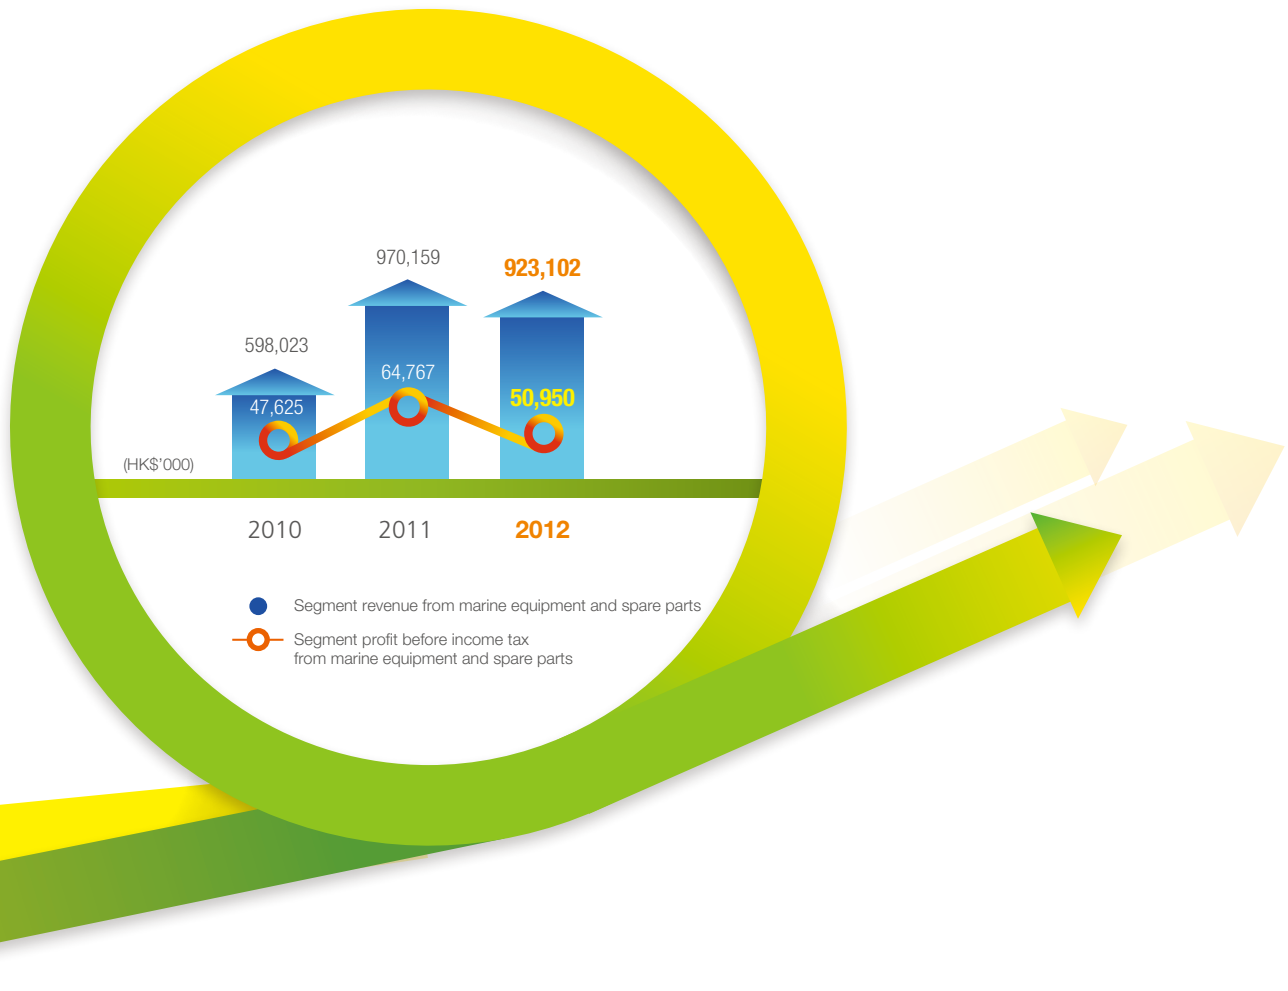 970,159
923,102
598,023
64,767
50,950
47,625
(HK$'000)
2010 2011 2012
Segment revenue from marine equipment and spare parts
Segment profit before income tax
from marine equipment and spare parts